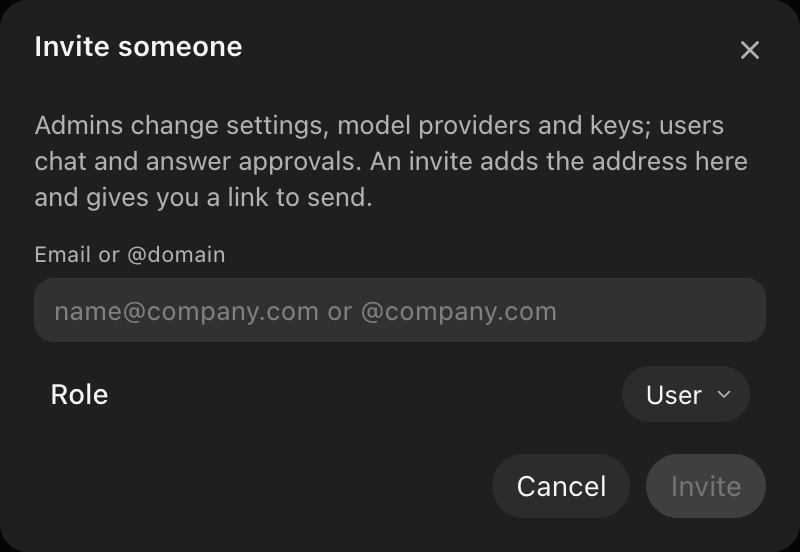 Invite someone
Admins change settings, model providers and keys; users
chat and answer approvals. An invite adds the address here
and gives you a link to send.
Email or @domain
name@company.com or @company.com
Role
User
Cancel
Invite